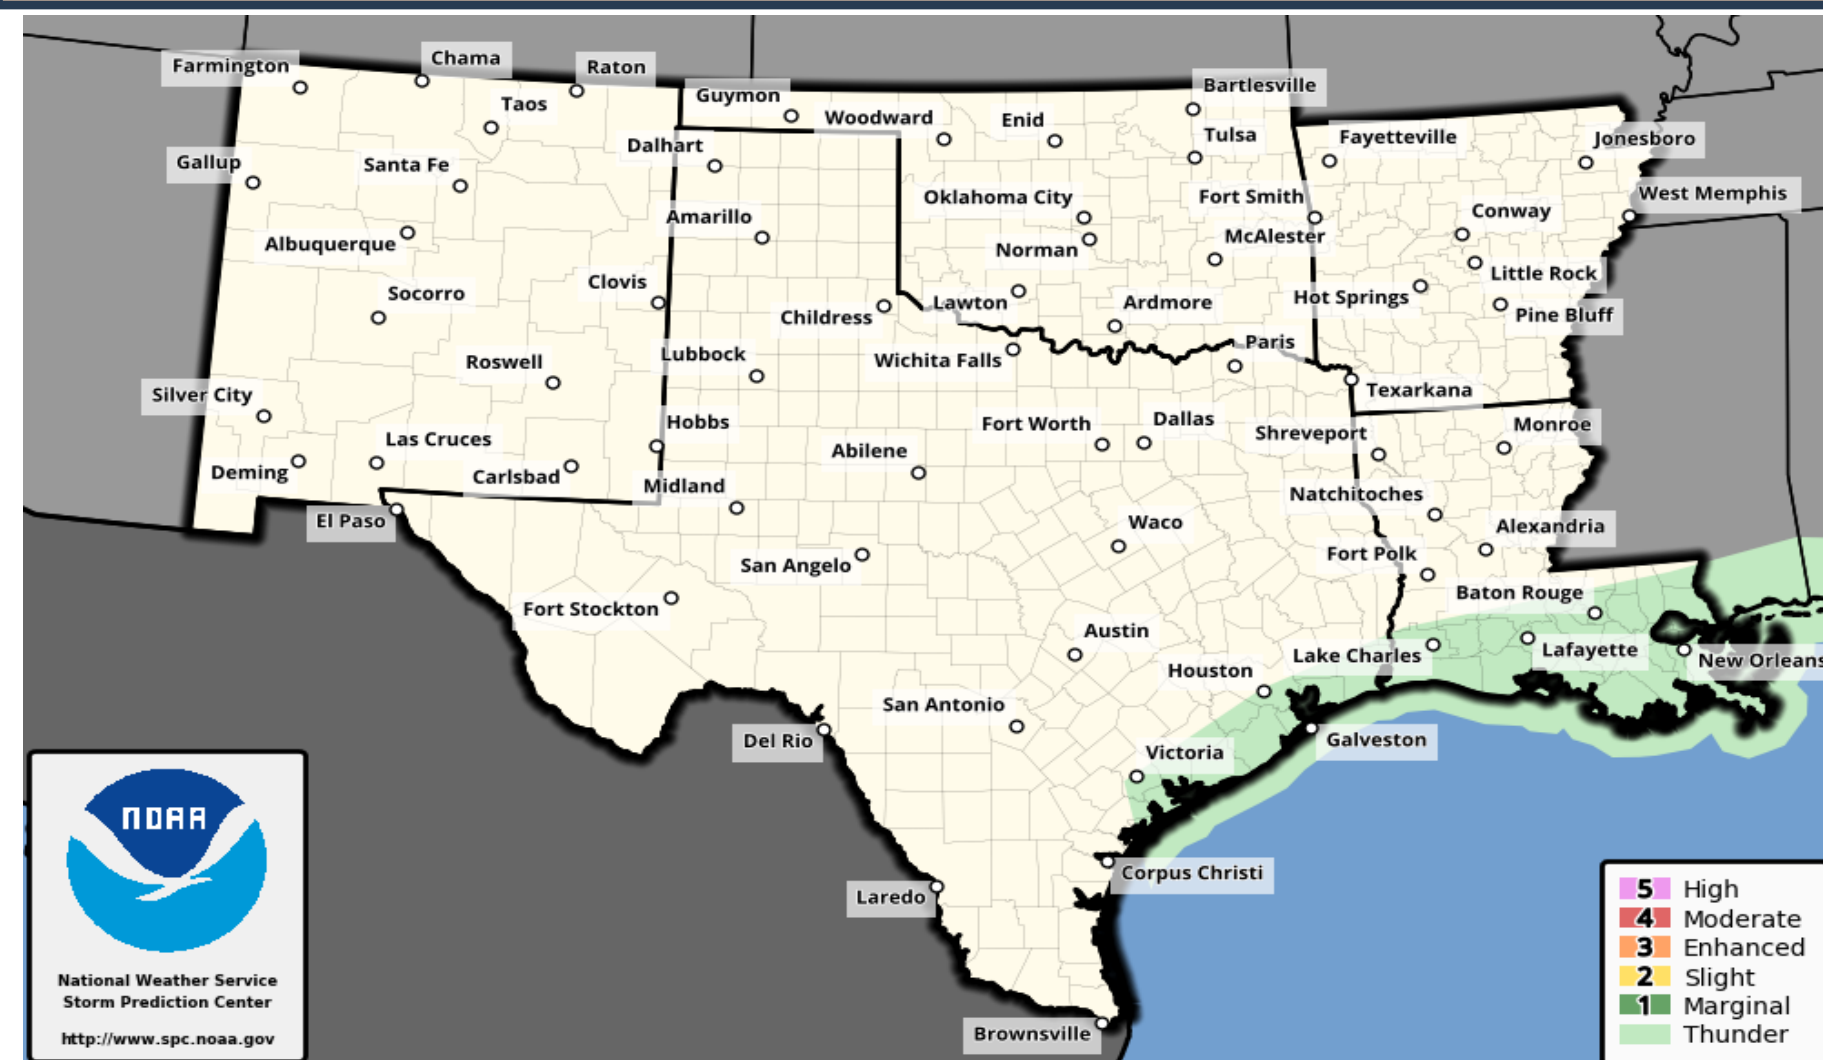 Farmington
Chama
Raton
Taos
Guymon
Woodward
Enid
Bartlesville
Tulsa
Fayetteville
Jonesboro
Gallup
Santa Fe
Dalhart
Oklahoma City
Fort Smith
West Memphis
Albuquerque
Amarillo
Norman
McAlester
Conway
Socorro
Clovis
Childress
Lawton
Ardmore
Hot Springs
Little Rock
Pine Bluff
Roswell
Lubbock
Wichita Falls
Paris
Texarkana
Silver City
Las Cruces
Hobbs
Abilene
Fort Worth
Dallas
Shreveport
Monroe
Deming
Carlsbad
Midland
Natchitoches
El Paso
San Angelo
Waco
Fort Polk
Alexandria
Fort Stockton
Baton Rouge
Austin
Houston
Lake Charles
Lafayette
New Orleans
Del Rio
San Antonio
Victoria
Galveston
Laredo
Corpus Christi
Brownsville
NOAA
National Weather Service
Storm Prediction Center
http://www.spc.noaa.gov
5 High
4 Moderate
3 Enhanced
2 Slight
1 Marginal
Thunder